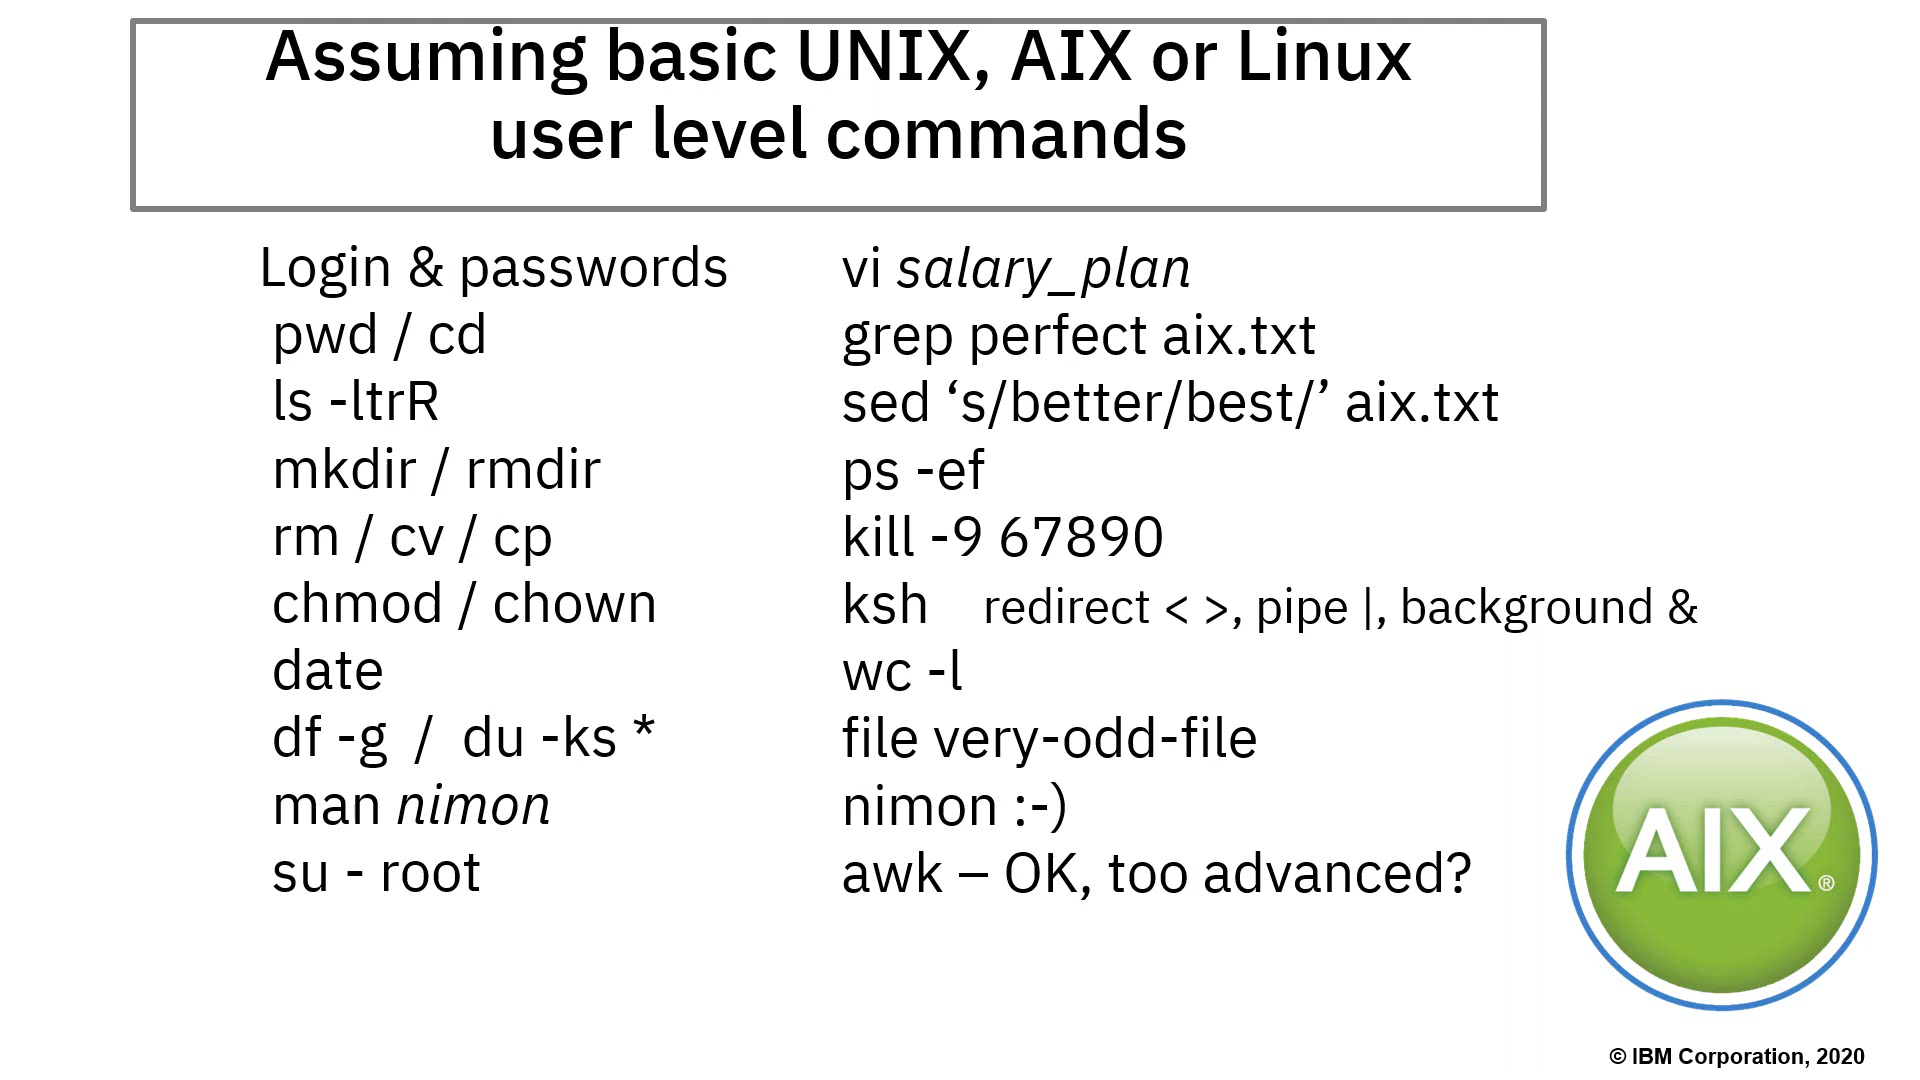 Assuming basic UNIX, AIX or Linux
user level commands
Login & passwords
pwd / cd
ls -ltrR
mkdir / rmdir
rm / cv / cp
chmod / chown
date
df -g / du -ks *
man nimon
su - root
vi salary_plan
grep perfect aix.txt
sed ‘s/better/best/’ aix.txt
ps -ef
kill -9 67890
ksh redirect < >, pipe |, background &
wc -l
file very-odd-file
nimon :-)
awk – OK, too advanced?
AIX®
© IBM Corporation, 2020